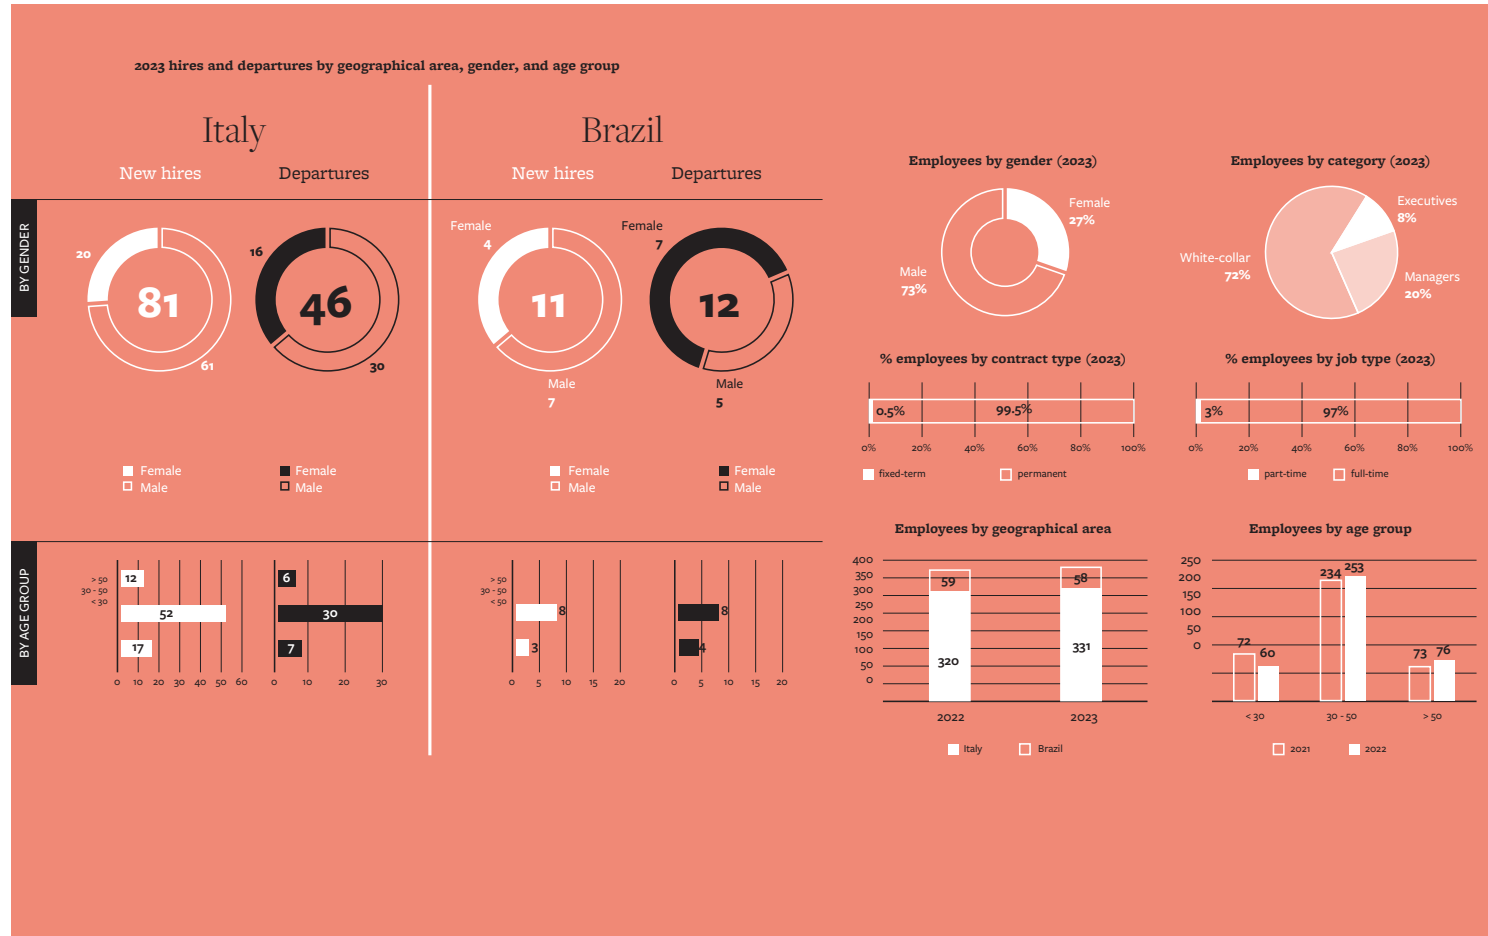 2023 hires and departures by geographical area, gender, and age group
Italy
Brazil
New hires
Departures
New hires
Departures
BY GENDER
20
81
61
16
46
30
Female
4
11
Male
7
Female
7
12
Male
5
Female
Male
Female
Male
Female
Male
Female
Male
BY AGE GROUP
> 50
30 - 50
< 30
12
52
17
0 10 20 30 40 50 60
6
30
7
0 10 20 30
> 50
30 - 50
< 50
8
3
0 5 10 15 20
8
4
0 5 10 15 20
Employees by gender (2023)
Female
27%
Male
73%
Employees by category (2023)
Executives
8%
White-collar
72%
Managers
20%
% employees by contract type (2023)
0.5% 99.5%
0% 20% 40% 60% 80% 100%
fixed-term permanent
% employees by job type (2023)
3% 97%
0% 20% 40% 60% 80% 100%
part-time full-time
Employees by geographical area
400
350
300
250
200
150
100
50
0
59
320
58
331
2022 2023
Italy Brazil
Employees by age group
250
200
150
100
50
0
72 60
234 253
73 76
< 30 30 - 50 > 50
2021 2022